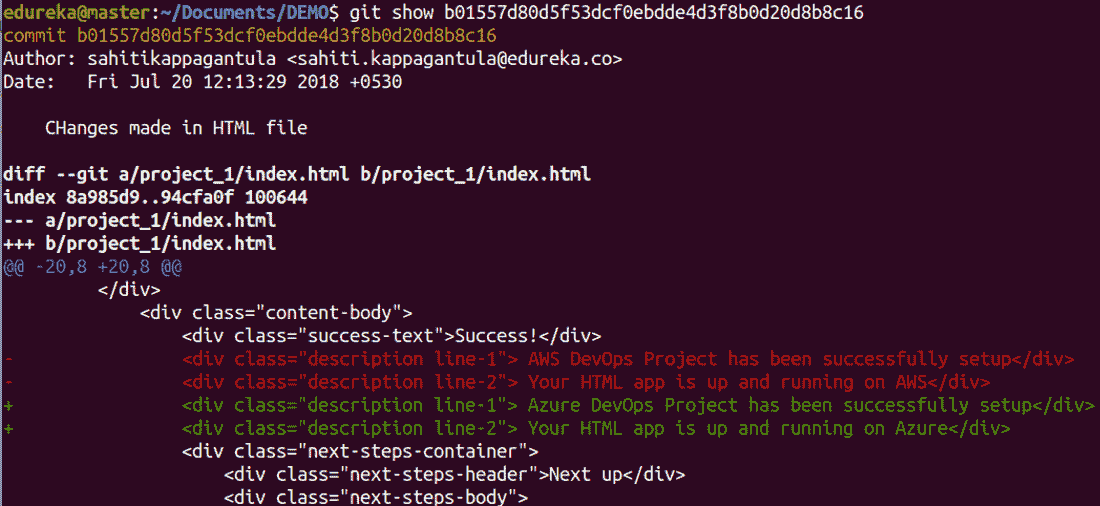 edureka@master:~/Documents/DEMO$ git show b01557d80d5f53dcf0ebdde4d3f8b0d20d8b8c16
commit b01557d80d5f53dcf0ebdde4d3f8b0d20d8b8c16
Author: sahitikappagantula <sahiti.kappagantula@edureka.co>
Date:   Fri Jul 20 12:13:29 2018 +0530
    CHanges made in HTML file
diff --git a/project_1/index.html b/project_1/index.html
index 8a985d9..94cfa0f 100644
--- a/project_1/index.html
+++ b/project_1/index.html
@@ -20,8 +20,8 @@
         </div>
             <div class="content-body">
                 <div class="success-text">Success!</div>
-                <div class="description line-1"> AWS DevOps Project has been successfully setup</div>
-                <div class="description line-2"> Your HTML app is up and running on AWS</div>
+                <div class="description line-1"> Azure DevOps Project has been successfully setup</div>
+                <div class="description line-2"> Your HTML app is up and running on Azure</div>
                 <div class="next-steps-container">
                     <div class="next-steps-header">Next up</div>
                     <div class="next-steps-body">